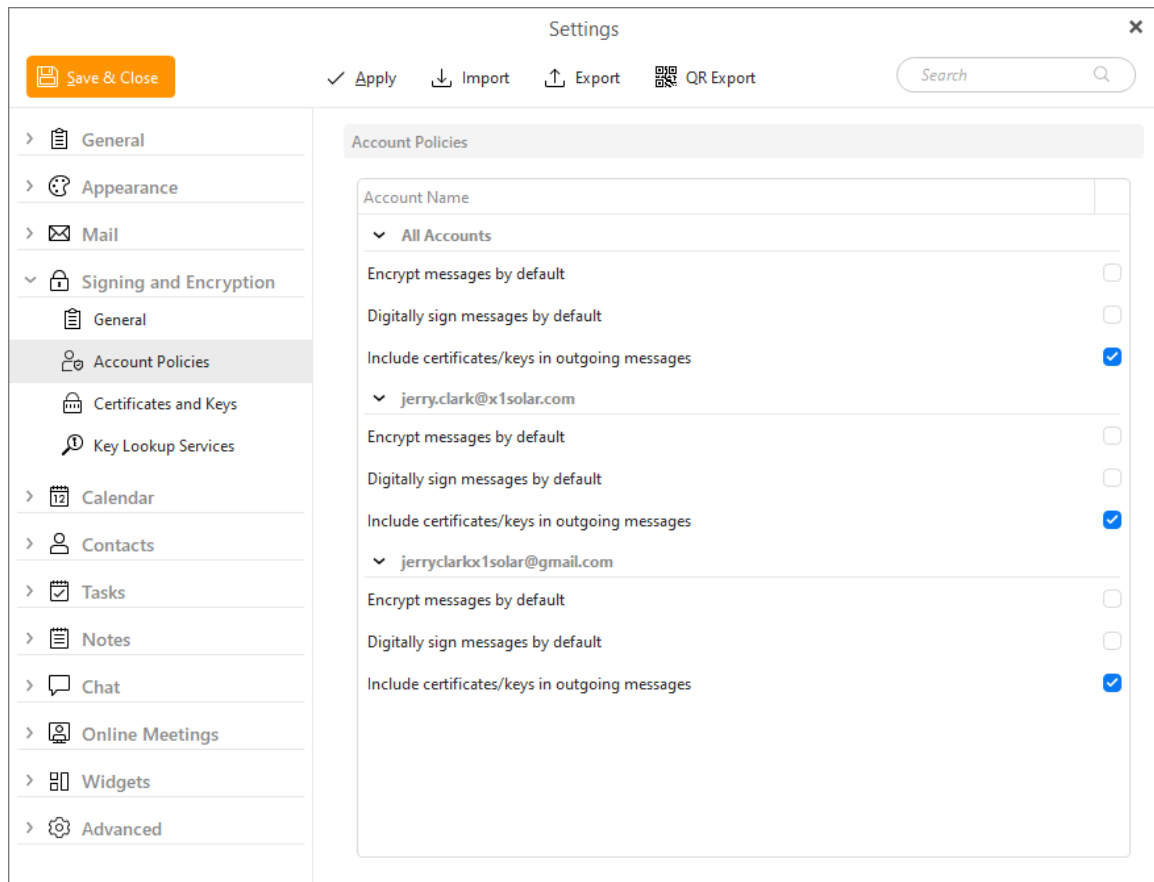 Settings
Save & Close
Apply
Import
Export
QR Export
Search
General
Appearance
Mail
Signing and Encryption
General
Account Policies
Certificates and Keys
Key Lookup Services
12
Calendar
Contacts
Tasks
Notes
Chat
Online Meetings
Widgets
Advanced
Account Policies
Account Name
All Accounts
Encrypt messages by default
Digitally sign messages by default
Include certificates/keys in outgoing messages
jerry.clark@x1solar.com
Encrypt messages by default
Digitally sign messages by default
Include certificates/keys in outgoing messages
jerryclarkx1solar@gmail.com
Encrypt messages by default
Digitally sign messages by default
Include certificates/keys in outgoing messages